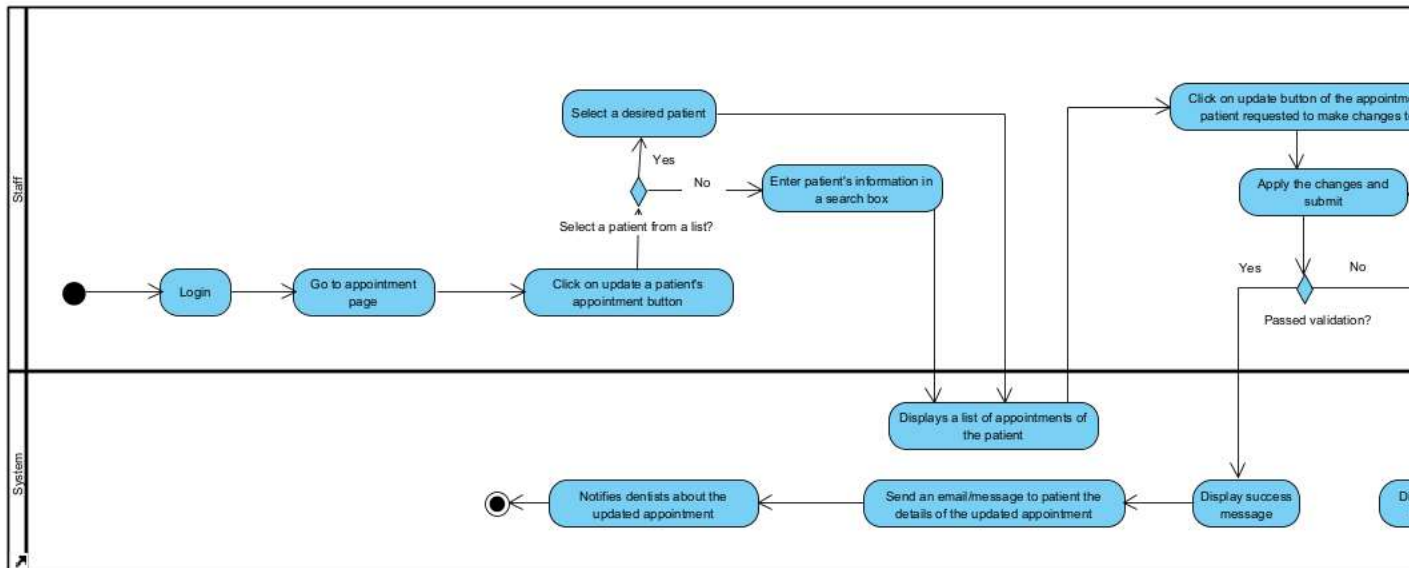 Staff
Select a desired patient
Yes
No
Select a patient from a list?
Enter patient's information in
a search box
Login
Go to appointment
page
Click on update a patient's
appointment button
Click on update button of the
patient requested to make changes
Apply the changes and
submit
Yes
No
Passed validation?
System
Displays a list of appointments of
the patient
Notifies dentists about the
updated appointment
Send an email/message to patient the
details of the updated appointment
Display success
message